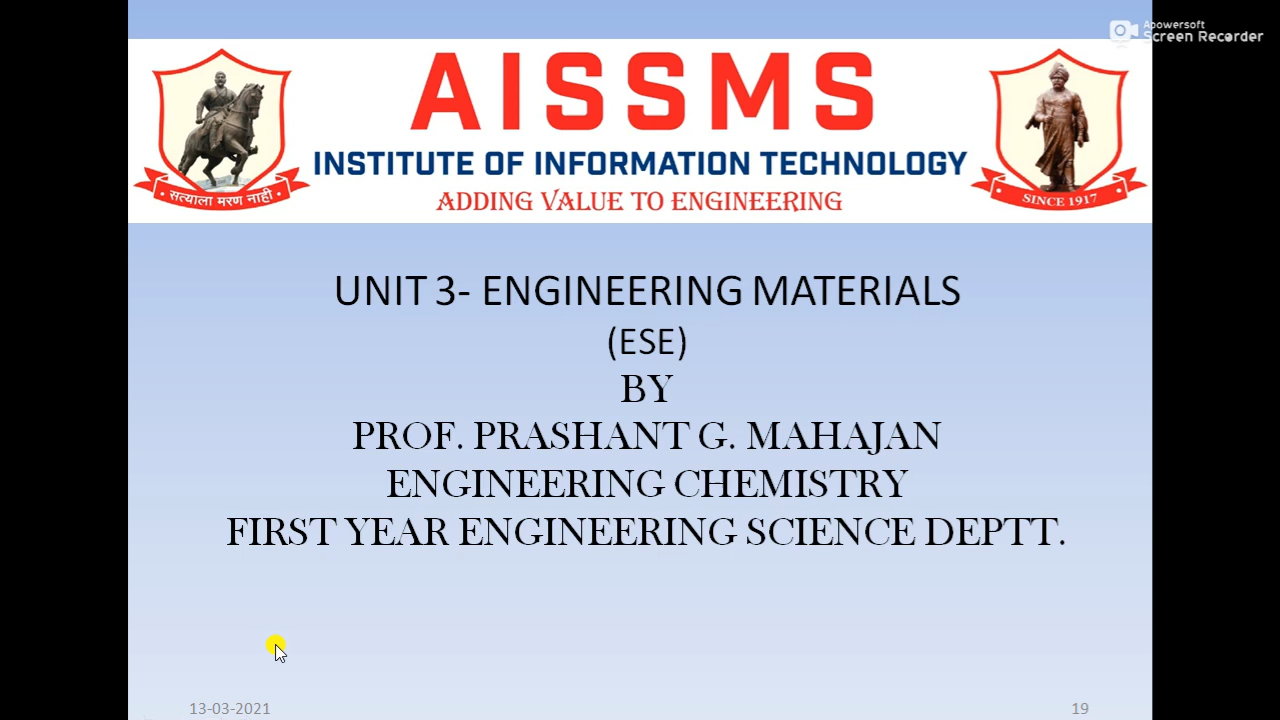 Apowersoft
Screen Recorder
AISSMS
INSTITUTE OF INFORMATION TECHNOLOGY
ADDING VALUE TO ENGINEERING
सत्याला मरण नाही
SINCE 1917
UNIT 3- ENGINEERING MATERIALS
(ESE)
BY
PROF. PRASHANT G. MAHAJAN
ENGINEERING CHEMISTRY
FIRST YEAR ENGINEERING SCIENCE DEPTT.
13-03-2021
19